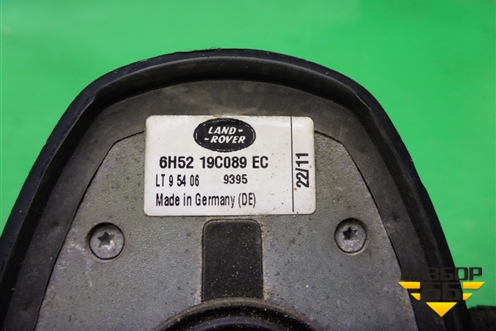 LAND-
ROVER
6H52 19C089 EC
LT 9 54 06 9395
Made in Germany (DE)
22/11